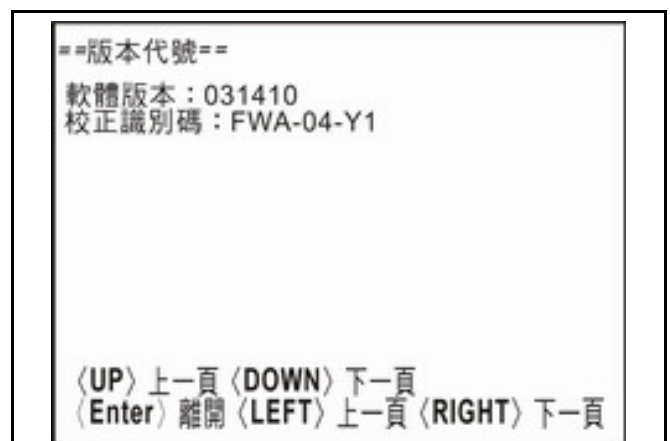 ==版本代號==
軟體版本：031410
校正識別碼：FWA-04-Y1
〈UP〉上一頁〈DOWN〉下一頁
〈Enter〉離開〈LEFT〉上一頁〈RIGHT〉下一頁